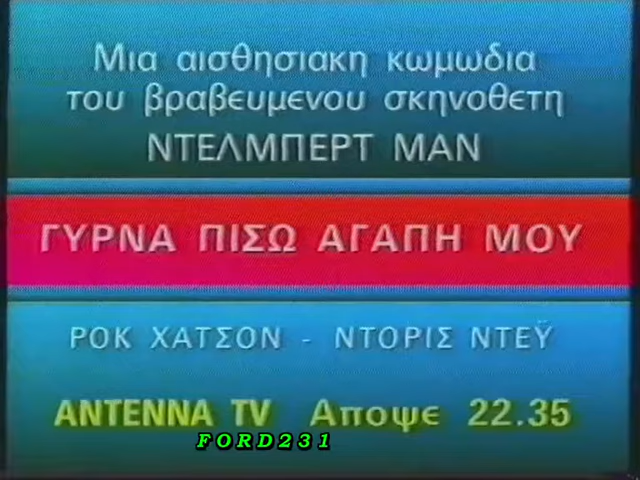 Μια αισθησιακη κωμωδια
του βραβευμενου σκηνοθετη
ΝΤΕΛΜΠΕΡΤ ΜΑΝ
ΓΥΡΝΑ ΠΙΣΩ ΑΓΑΠΗ ΜΟΥ
ΡΟΚ ΧΑΤΣΟΝ - ΝΤΟΡΙΣ ΝΤΕΫ
ANTENNA TV Αποψε 22.35
FORD231